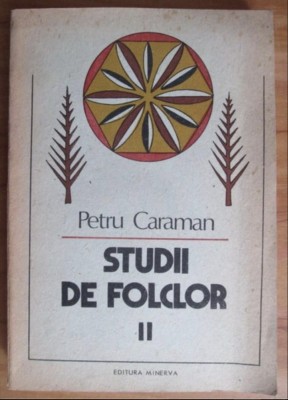 Petru Caraman
STUDII
DE FOLCLOR
II
EDITURA MINERVA